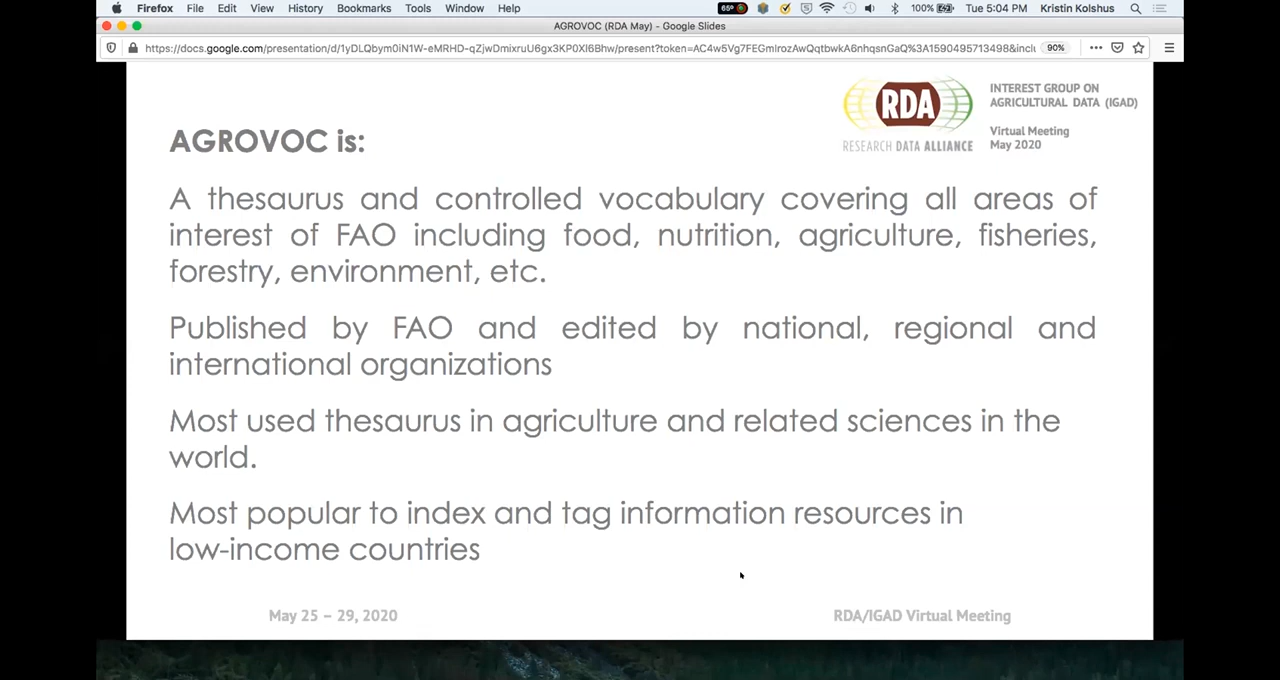 Firefox File Edit View History Bookmarks Tools Window Help 65° 100% Tue 5:04 PM Kristin Kolshus
AGROVOC (RDA May) - Google Slides
90%
RDA
RESEARCH DATA ALLIANCE
INTEREST GROUP ON
AGRICULTURAL DATA (IGAD)
Virtual Meeting
May 2020
AGROVOC is:
A thesaurus and controlled vocabulary covering all areas of
interest of FAO including food, nutrition, agriculture, fisheries,
forestry, environment, etc.
Published by FAO and edited by national, regional and
international organizations
Most used thesaurus in agriculture and related sciences in the
world.
Most popular to index and tag information resources in
low-income countries
May 25 – 29, 2020
RDA/IGAD Virtual Meeting